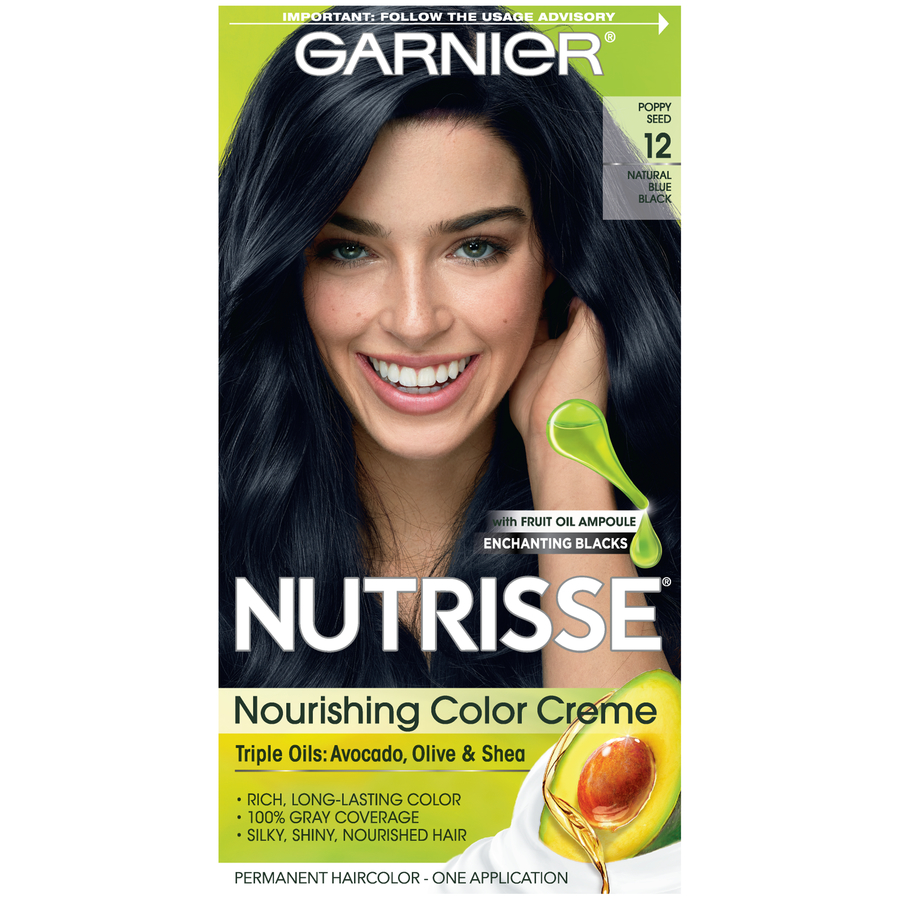 IMPORTANT: FOLLOW THE USAGE ADVISORY
GARNIER®
POPPY
SEED
12
NATURAL
BLUE
BLACK
with FRUIT OIL AMPOULE
ENCHANTING BLACKS
NUTRISSE®
Nourishing Color Creme
Triple Oils: Avocado, Olive & Shea
• RICH, LONG-LASTING COLOR
• 100% GRAY COVERAGE
• SILKY, SHINY, NOURISHED HAIR
PERMANENT HAIRCOLOR - ONE APPLICATION